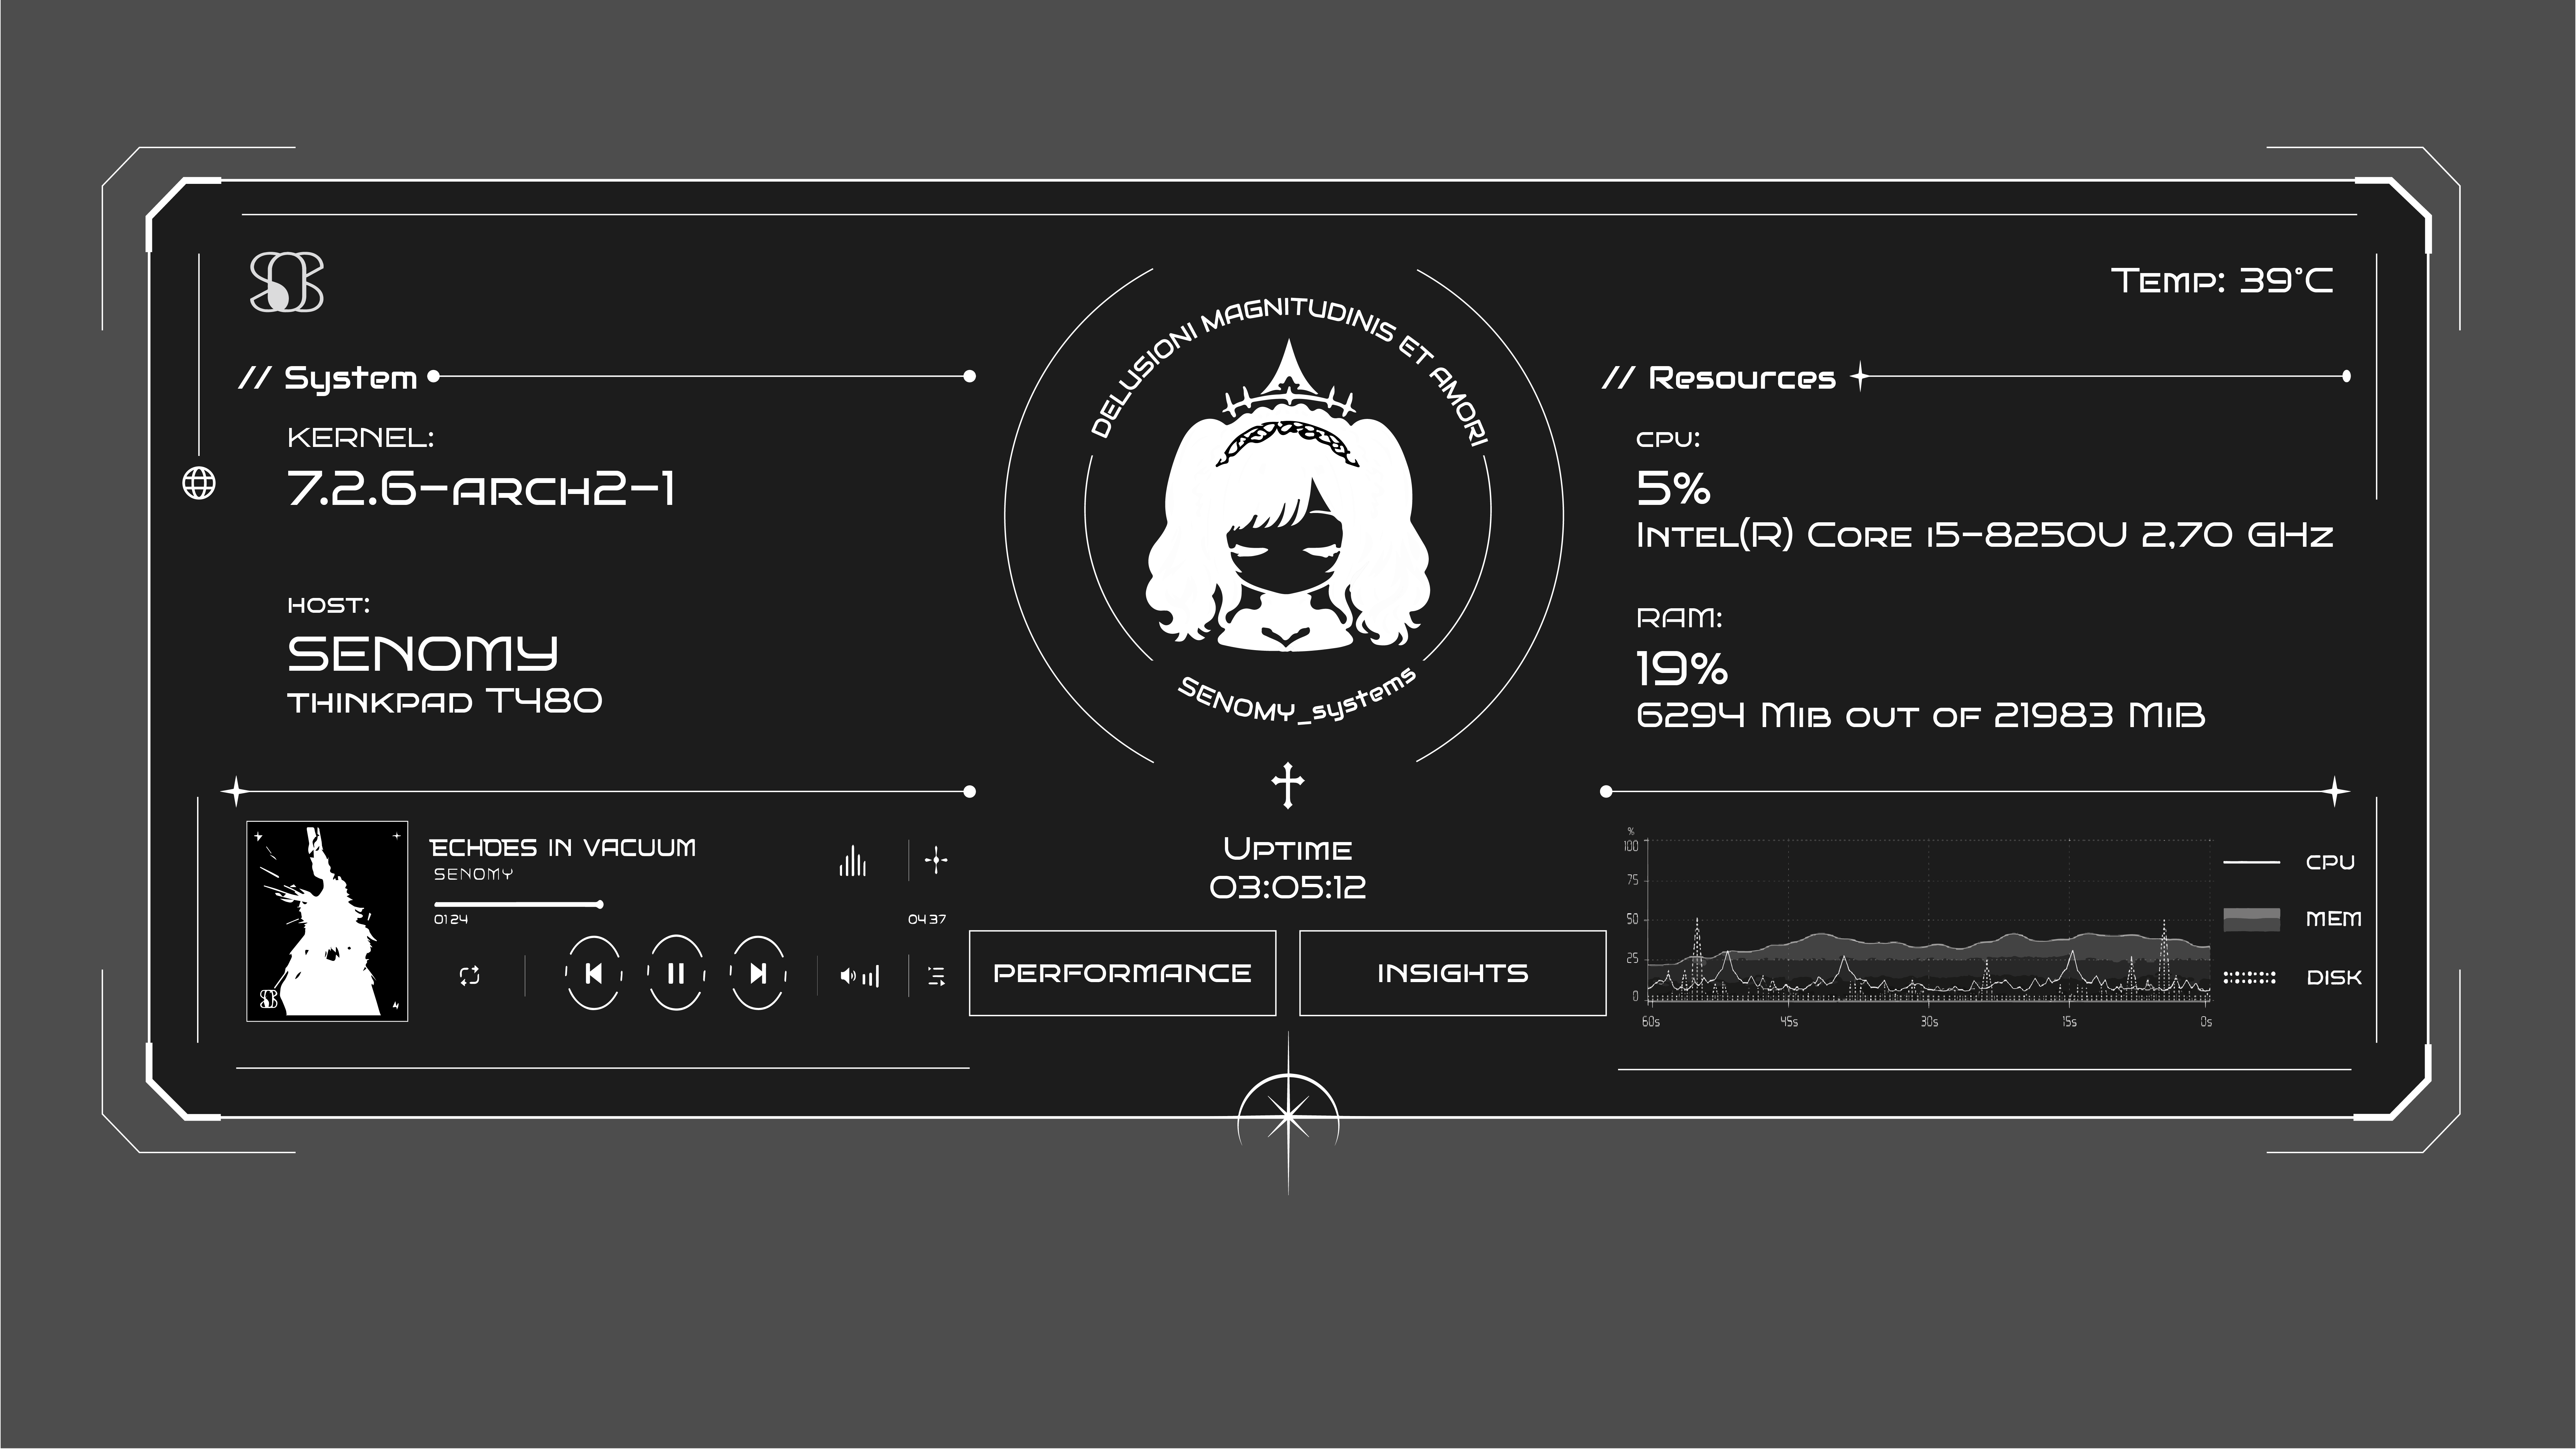 Temp: 39°C
DELUSIONI MAGNITUDINIS ET AMORI
SENOMY_systems
// System
KERNEL:
7.2.6-arch2-1
HOST:
SENOMY
THINKPAD T480
// Resources
CPU:
5%
Intel(R) Core i5-8250U 2,70 GHz
RAM:
19%
6294 MiB out of 21983 MiB
ECHOES IN VACUUM
SENOMY
01 24
04 37
Uptime
03:05:12
PERFORMANCE
INSIGHTS
%
100
75
50
25
0
60s 45s 30s 15s 0s
CPU
MEM
DISK